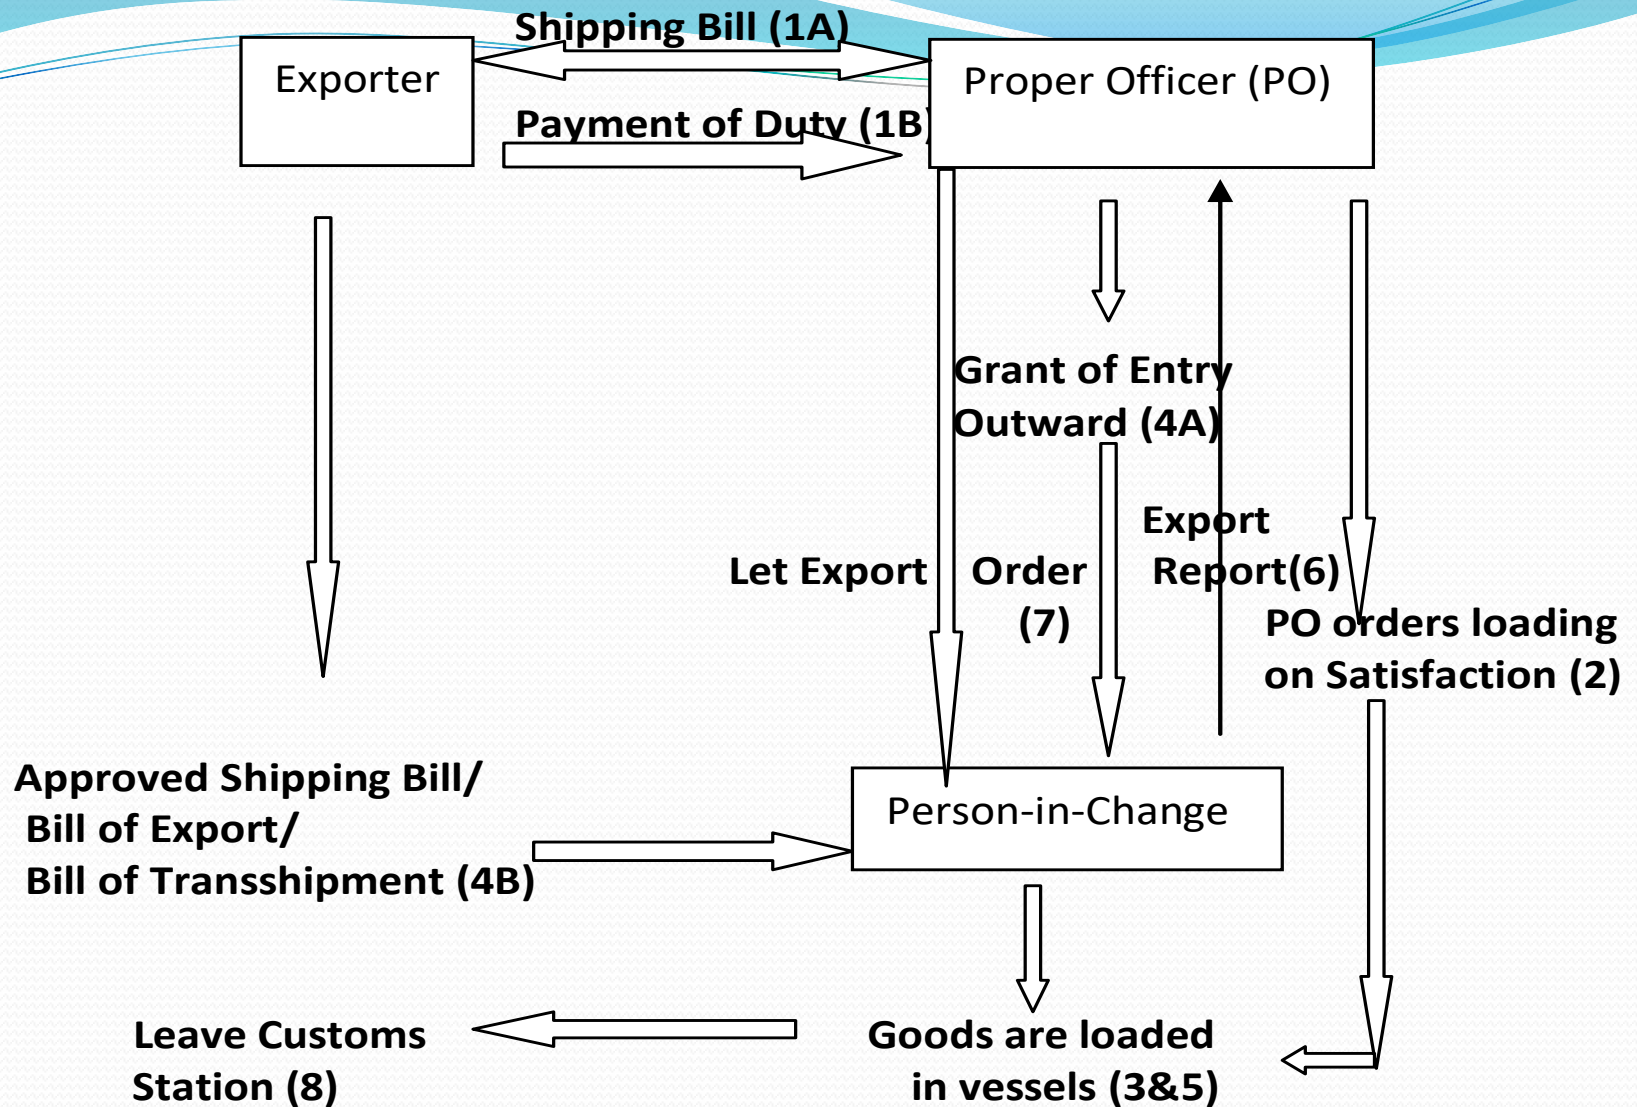 Shipping Bill (1A)
Exporter
Proper Officer (PO)
Payment of Duty (1B)
Grant of Entry
Outward (4A)
Export
Let Export Order Report(6)
(7)
PO orders loading
on Satisfaction (2)
Approved Shipping Bill/
Bill of Export/
Bill of Transshipment (4B)
Person-in-Change
Leave Customs
Station (8)
Goods are loaded
in vessels (3&5)